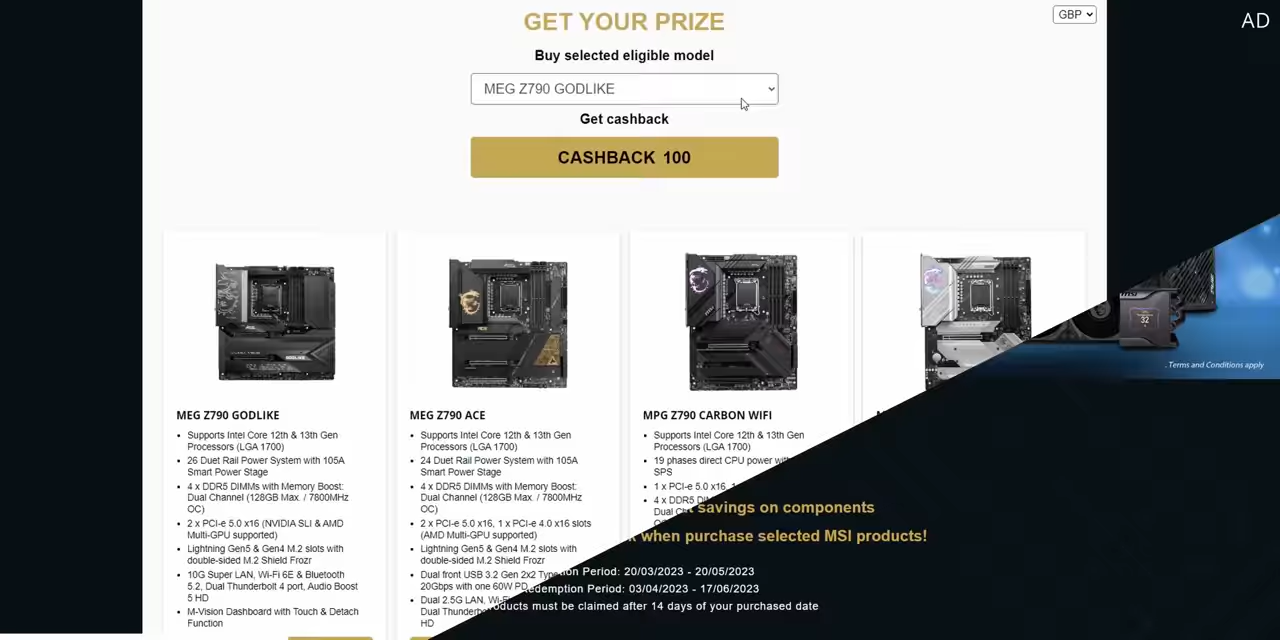 GET YOUR PRIZE
GBP
AD
Buy selected eligible model
MEG Z790 GODLIKE
Get cashback
CASHBACK 100
MEG Z790 GODLIKE
Supports Intel Core 12th & 13th Gen
Processors (LGA 1700)
26 Duet Rail Power System with 105A
Smart Power Stage
4 x DDR5 DIMMs with Memory Boost:
Dual Channel (128GB Max. / 7800MHz
OC)
2 x PCI-e 5.0 x16 (NVIDIA SLI & AMD
Multi-GPU supported)
Lightning Gen5 & Gen4 M.2 slots with
double-sided M.2 Shield Frozr
10G Super LAN, Wi-Fi 6E & Bluetooth
5.2, Dual Thunderbolt 4 port, Audio Boost
5 HD
M-Vision Dashboard with Touch & Detach
Function
MEG Z790 ACE
Supports Intel Core 12th & 13th Gen
Processors (LGA 1700)
24 Duet Rail Power System with 105A
Smart Power Stage
4 x DDR5 DIMMs with Memory Boost:
Dual Channel (128GB Max. / 7800MHz
OC)
2 x PCI-e 5.0 x16, 1 x PCI-E 4.0 x16 slots
(AMD Multi-GPU supported)
Lightning Gen5 & Gen4 M.2 slots with
double-sided M.2 Shield Frozr
Dual front USB 3.2 Gen 2x2
20Gbps with one 60W PD
Dual 2.5G LAN,
Dual
HD
MPG Z790 CARBON WIFI
Supports Intel Core 12th & 13th Gen
Processors (LGA 1700)
19 phases direct CPU power
SPS
1 x PCI-E 5.0 x16,
4 x DDR5
Dual
32
. Terms and Conditions apply
savings on components
when purchase selected MSI products!
Period: 20/03/2023 - 20/05/2023
Period: 03/04/2023 - 17/06/2023
must be claimed after 14 days of your purchased date